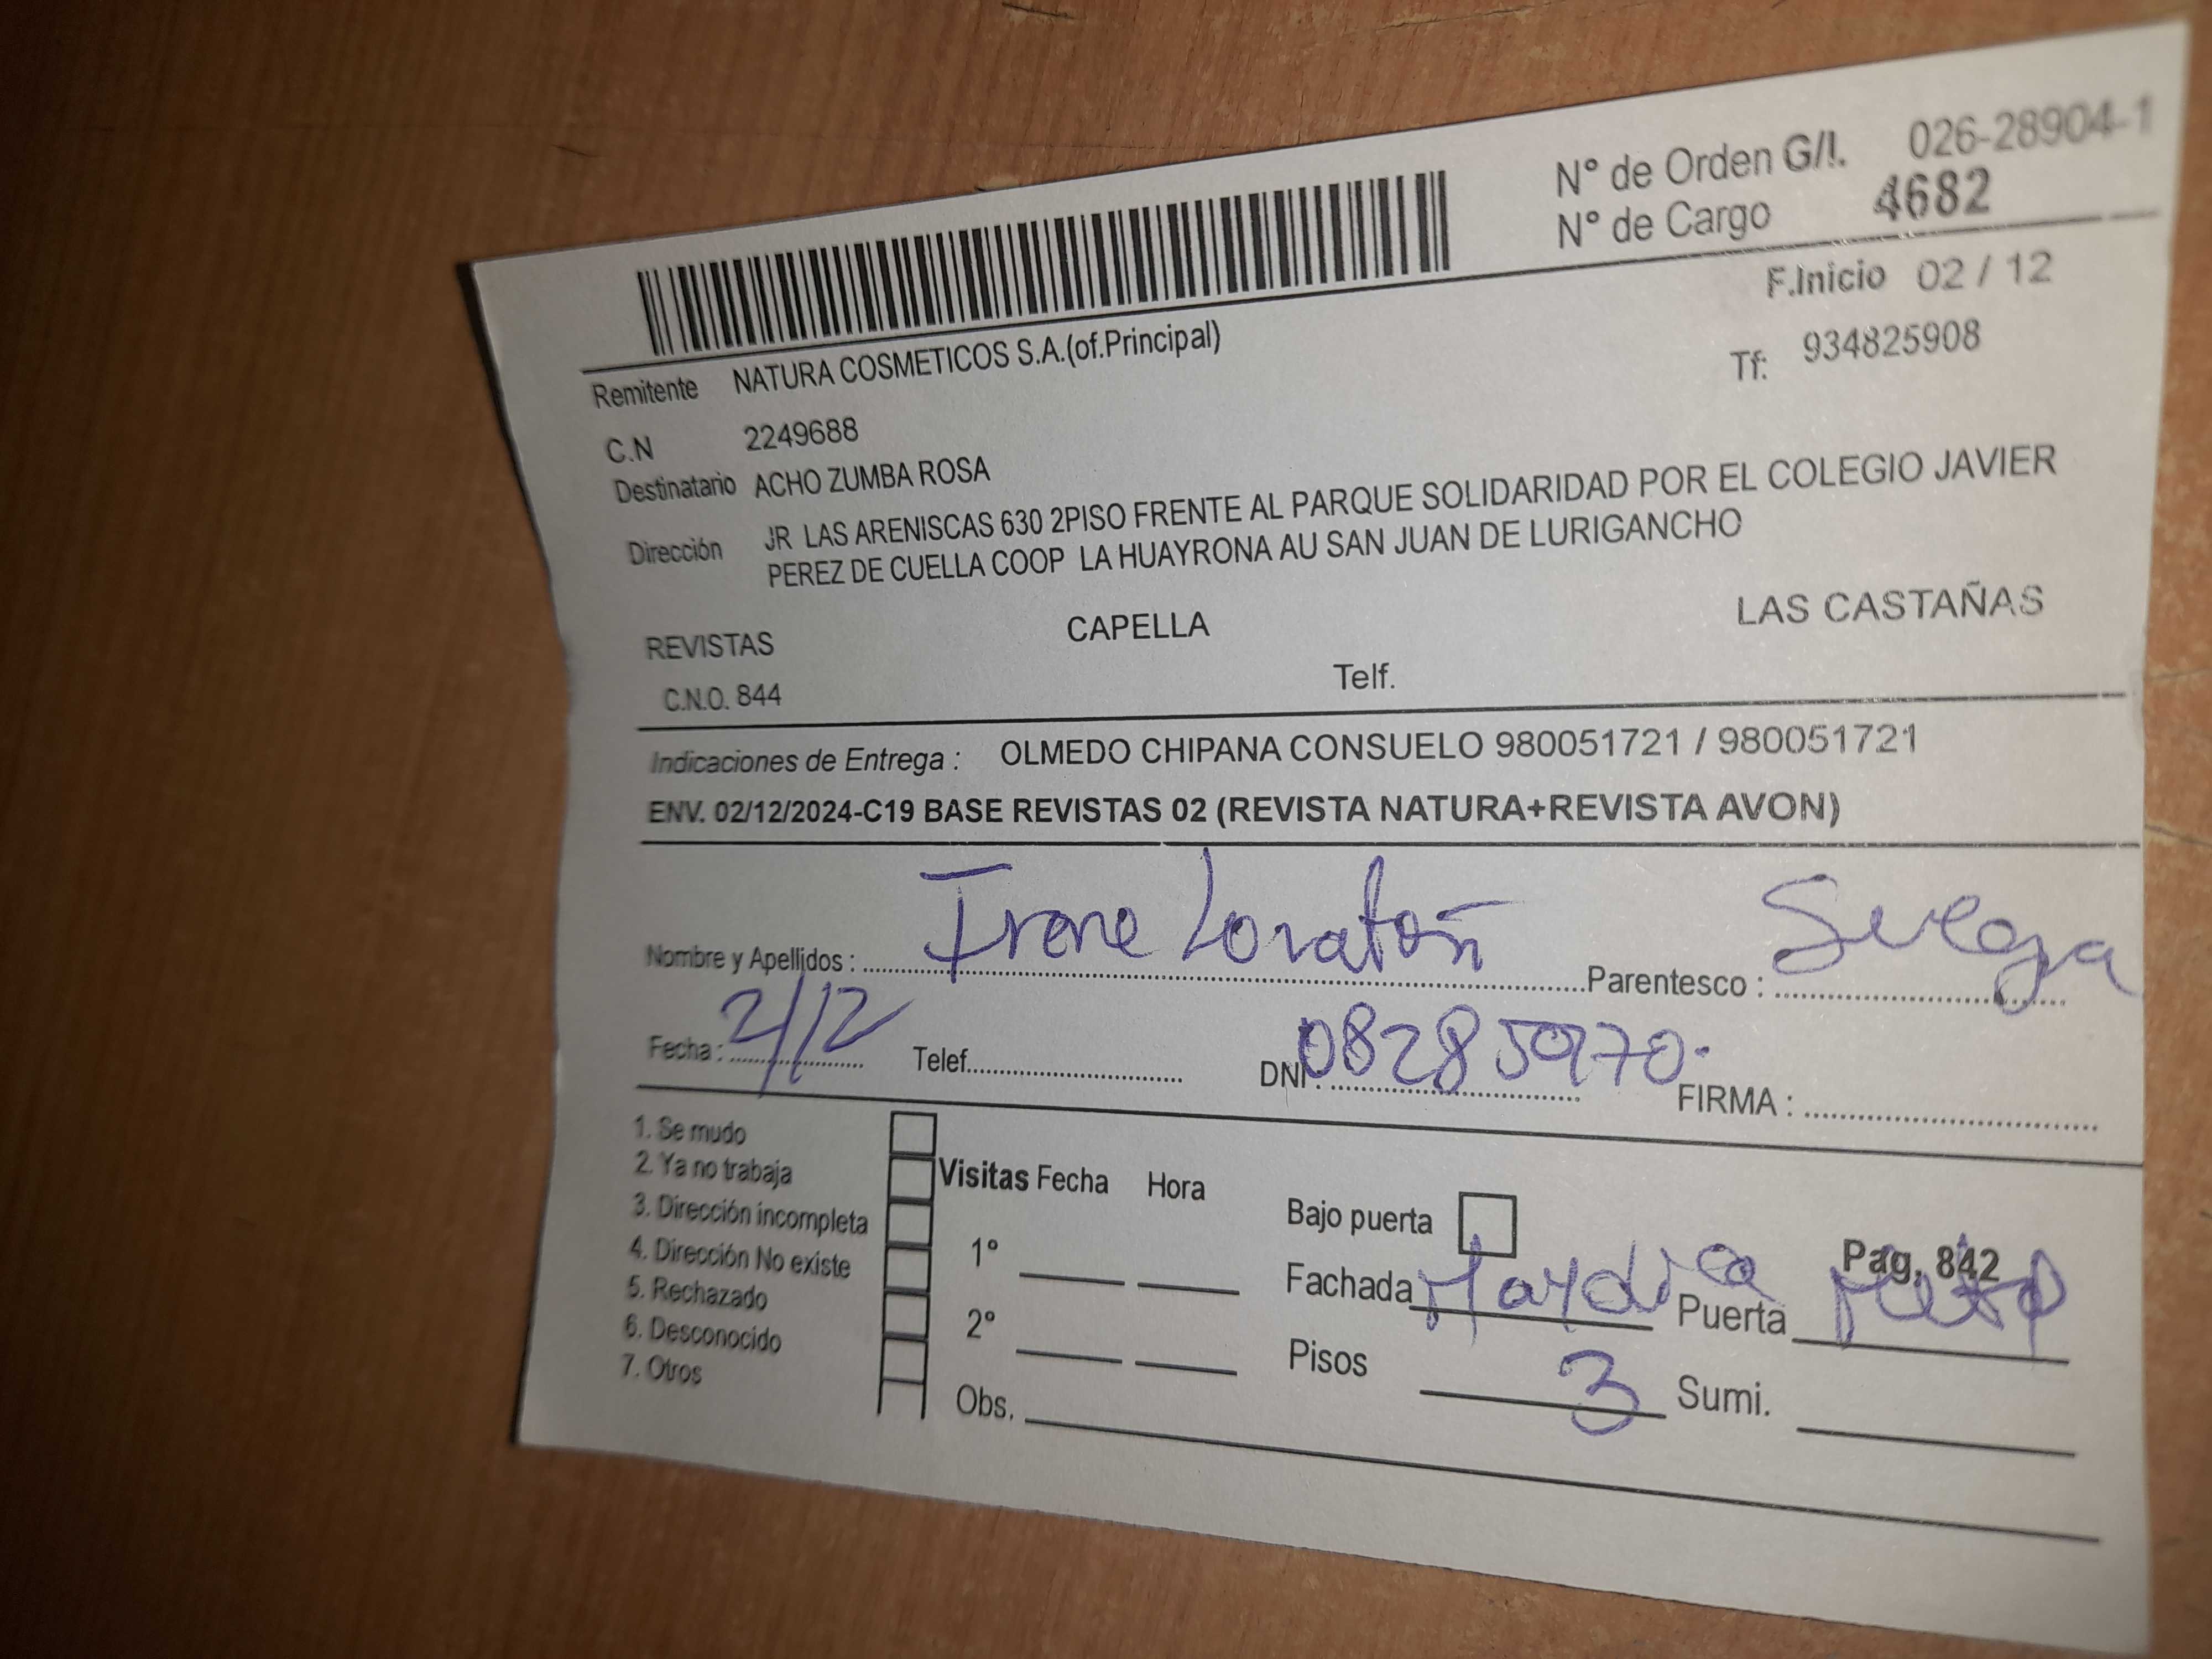 N° de Orden G/I. 026-28904-1
N° de Cargo 4682
F.Inicio 02 / 12
Remitente NATURA COSMETICOS S.A.(of.Principal)
Tf: 934825908
C.N 2249688
Destinatario ACHO ZUMBA ROSA
Dirección JR LAS ARENISCAS 630 2PISO FRENTE AL PARQUE SOLIDARIDAD POR EL COLEGIO JAVIER
PEREZ DE CUELLA COOP LA HUAYRONA AU SAN JUAN DE LURIGANCHO
REVISTAS CAPELLA LAS CASTAÑAS
C.N.O. 844 Telf.
Indicaciones de Entrega : OLMEDO CHIPANA CONSUELO 980051721 / 980051721
ENV. 02/12/2024-C19 BASE REVISTAS 02 (REVISTA NATURA+REVISTA AVON)
Nombre y Apellidos : Irene Loratón Parentesco : Suegra
Fecha : 2/12 Telef. DNI : 08285970. FIRMA :
1. Se mudo
2. Ya no trabaja
3. Dirección incompleta
4. Dirección No existe
5. Rechazado
6. Desconocido
7. Otros
Visitas Fecha Hora
1°
2°
Obs.
Bajo puerta
Pag. 842
Fachada Puerta
Pisos 3 Sumi.